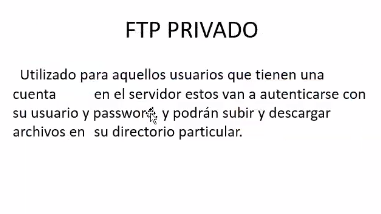 FTP PRIVADO
Utilizado para aquellos usuarios que tienen una
cuenta en el servidor estos van a autenticarse con
su usuario y password, y podrán subir y descargar
archivos en su directorio particular.